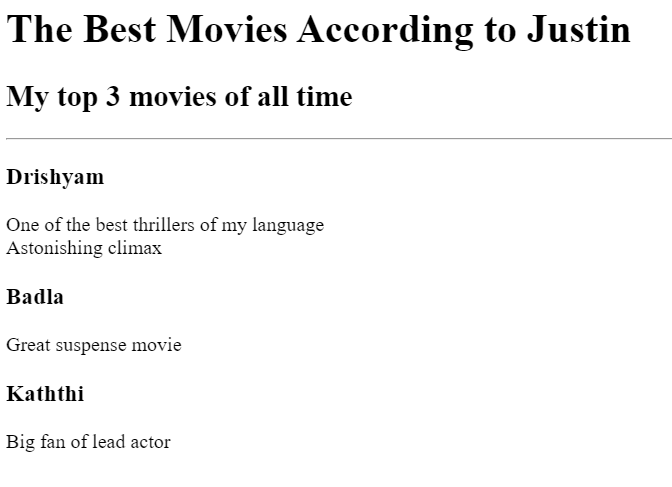 The Best Movies According to Justin
My top 3 movies of all time
Drishyam
One of the best thrillers of my language
Astonishing climax
Badla
Great suspense movie
Kaththi
Big fan of lead actor